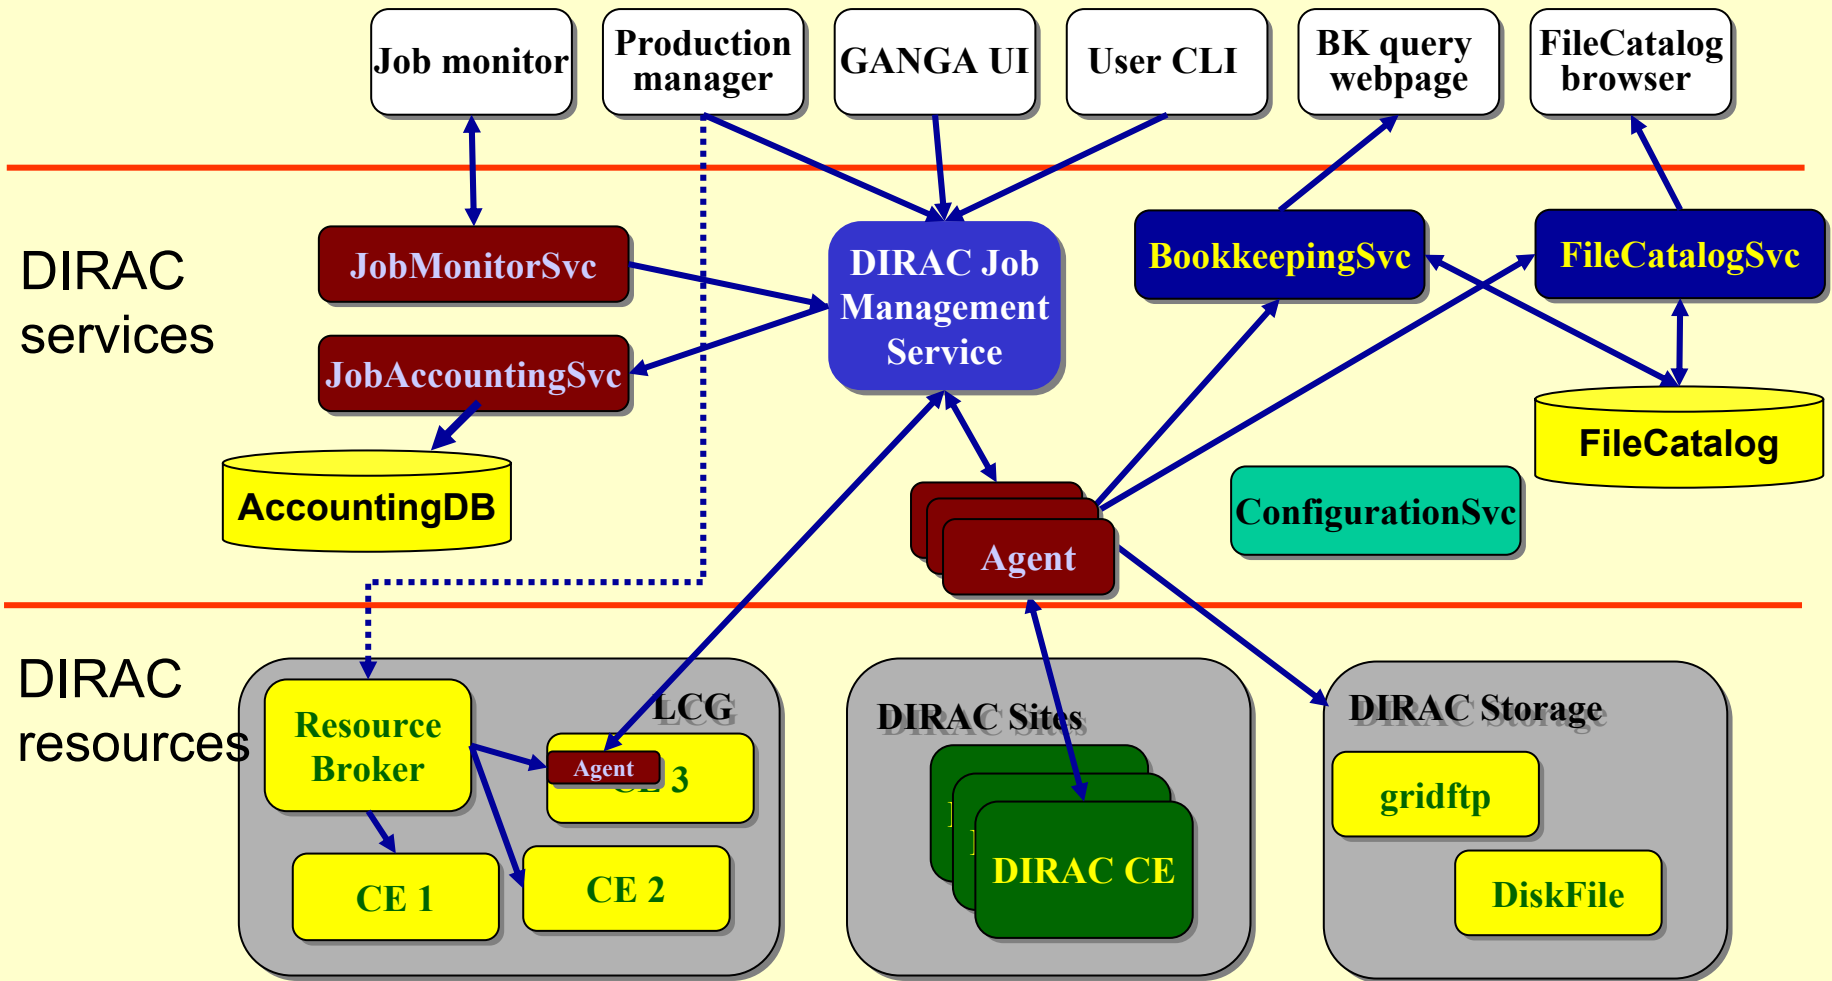 Job monitor
Production
manager
GANGA UI
User CLI
BK query
webpage
FileCatalog
browser
DIRAC
services
JobMonitorSvc
JobAccountingSvc
AccountingDB
DIRAC Job
Management
Service
BookkeepingSvc
FileCatalogSvc
FileCatalog
ConfigurationSvc
Agent
DIRAC
resources
LCG
Resource
Broker
Agent
CE 3
CE 1
CE 2
DIRAC Sites
DIRAC CE
DIRAC Storage
gridftp
DiskFile